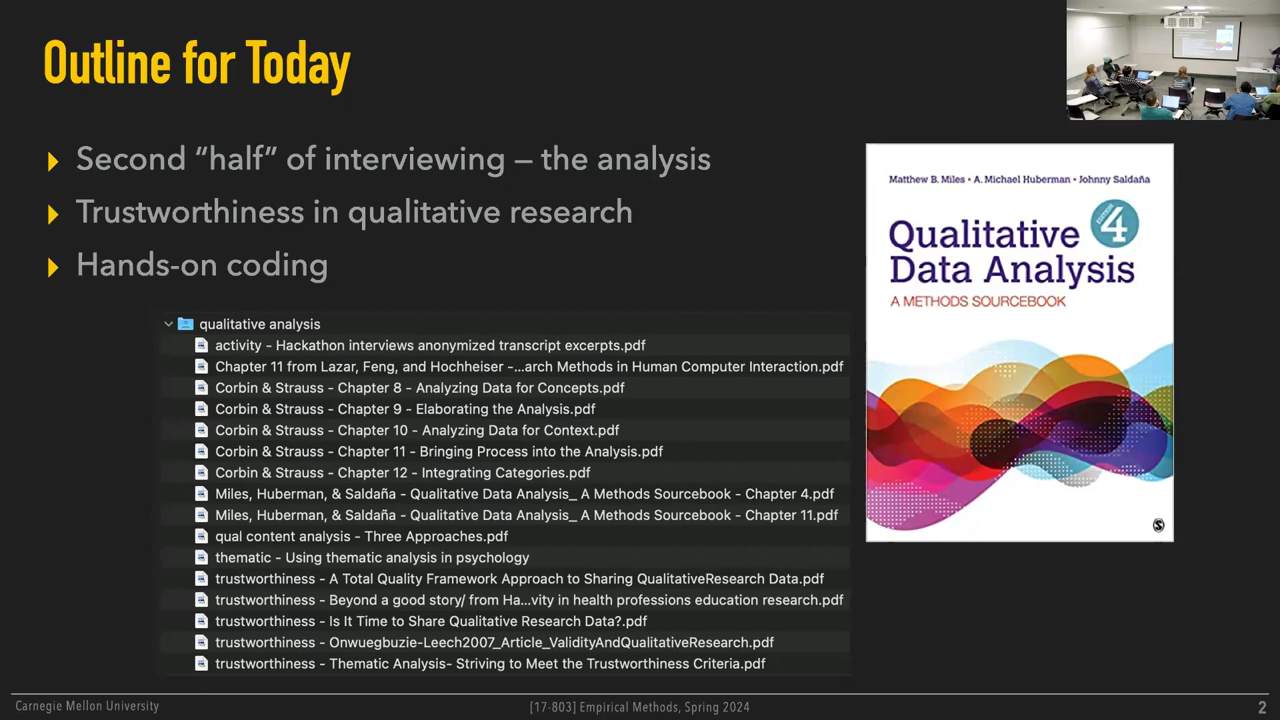 Outline for Today
Second “half” of interviewing – the analysis
Trustworthiness in qualitative research
Hands-on coding
qualitative analysis
activity - Hackathon interviews anonymized transcript excerpts.pdf
Chapter 11 from Lazar, Feng, and Hochheiser -...arch Methods in Human Computer Interaction.pdf
Corbin & Strauss - Chapter 8 - Analyzing Data for Concepts.pdf
Corbin & Strauss - Chapter 9 - Elaborating the Analysis.pdf
Corbin & Strauss - Chapter 10 - Analyzing Data for Context.pdf
Corbin & Strauss - Chapter 11 - Bringing Process into the Analysis.pdf
Corbin & Strauss - Chapter 12 - Integrating Categories.pdf
Miles, Huberman, & Saldaña - Qualitative Data Analysis_ A Methods Sourcebook - Chapter 4.pdf
Miles, Huberman, & Saldaña - Qualitative Data Analysis_ A Methods Sourcebook - Chapter 11.pdf
qual content analysis - Three Approaches.pdf
thematic - Using thematic analysis in psychology
trustworthiness - A Total Quality Framework Approach to Sharing QualitativeResearch Data.pdf
trustworthiness - Beyond a good story/ from Ha...vity in health professions education research.pdf
trustworthiness - Is It Time to Share Qualitative Research Data?.pdf
trustworthiness - Onwuegbuzie-Leech2007_Article_ValidityAndQualitativeResearch.pdf
trustworthiness - Thematic Analysis- Striving to Meet the Trustworthiness Criteria.pdf
Matthew B. Miles • A. Michael Huberman • Johnny Saldaña
Qualitative
EDITION 4
Data Analysis
A METHODS SOURCEBOOK
S
Carnegie Mellon University
[17-803] Empirical Methods, Spring 2024
2